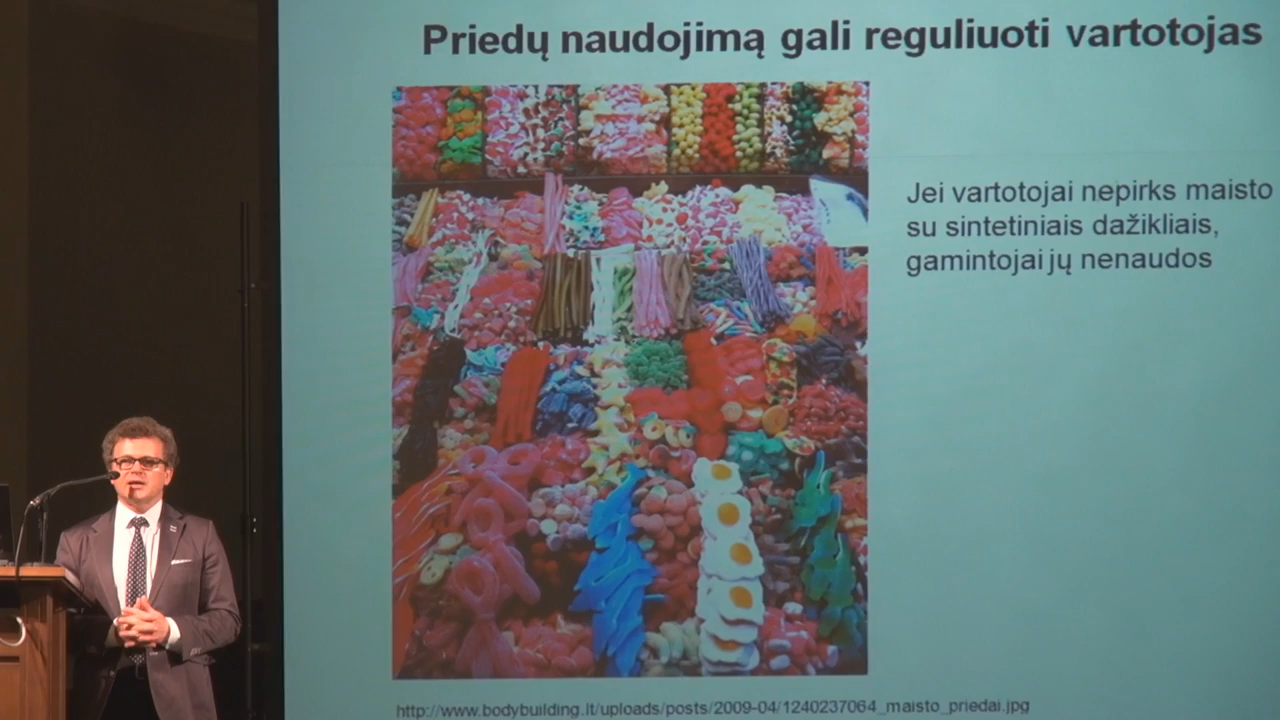 Priedų naudojimą gali reguliuoti vartotojas
Jei vartotojai nepirks maisto
su sintetiniais dažikliais,
gamintojai jų nenaudos
http://www.bodybuilding.lt/uploads/posts/2009-04/1240237064_maisto_priedai.jpg